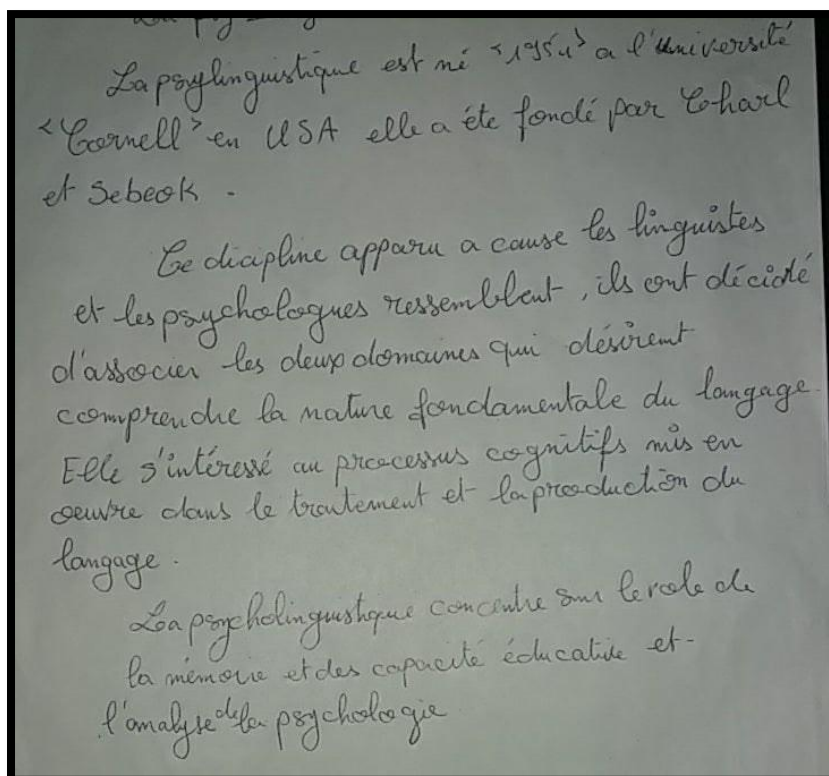 La psylinguistique est né <1954> a l'université
<Cornell> en USA elle a éte fondé par Charl
et Sebeok.
Ce dicipline apparu a cause les linguistes
et les psychologues ressemblent, ils ont décidé
d'associer les deux domaines qui désirent
comprendre la nature fondamentale du langage.
Elle s'intéressé au processus cognitifs mis en
oeuvre dans le traitement et la production du
langage.
La psycholinguistique concentre sur le role de
la mémoire et des capacité éducative et
l'analyse de la psychologie